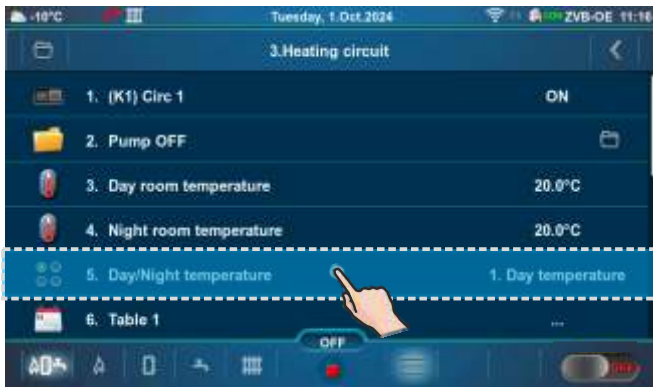 -10°C Tuesday, 1.Oct.2024 ZVB-OE 11:16
3.Heating circuit
1. (K1) Circ 1 ON
2. Pump OFF
3. Day room temperature 20.0°C
4. Night room temperature 20.0°C
5. Day/Night temperature 1. Day temperature
6. Table 1 ...
OFF